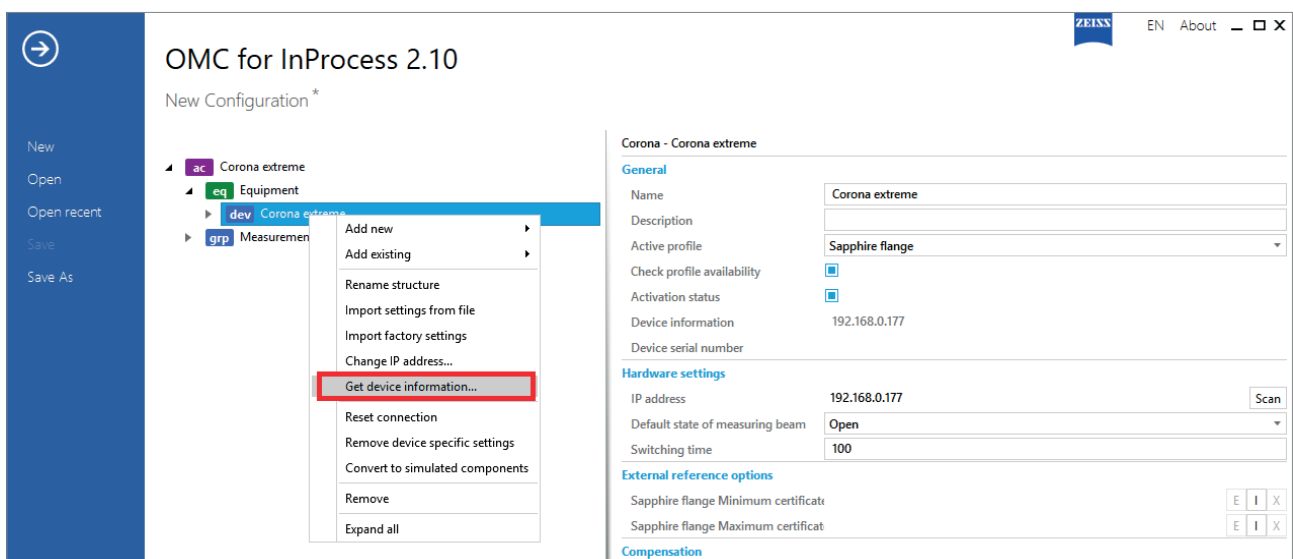 ZEISS
EN About
OMC for InProcess 2.10
New Configuration *
New
Open
Open recent
Save
Save As
ac Corona extreme
eq Equipment
dev Corona extreme
grp Measuremen
Add new
Add existing
Rename structure
Import settings from file
Import factory settings
Change IP address...
Get device information...
Reset connection
Remove device specific settings
Convert to simulated components
Remove
Expand all
Corona - Corona extreme
General
Name Corona extreme
Description
Active profile Sapphire flange
Check profile availability
Activation status
Device information 192.168.0.177
Device serial number
Hardware settings
IP address 192.168.0.177 Scan
Default state of measuring beam Open
Switching time 100
External reference options
Sapphire flange Minimum certificate E I X
Sapphire flange Maximum certificat E I X
Compensation